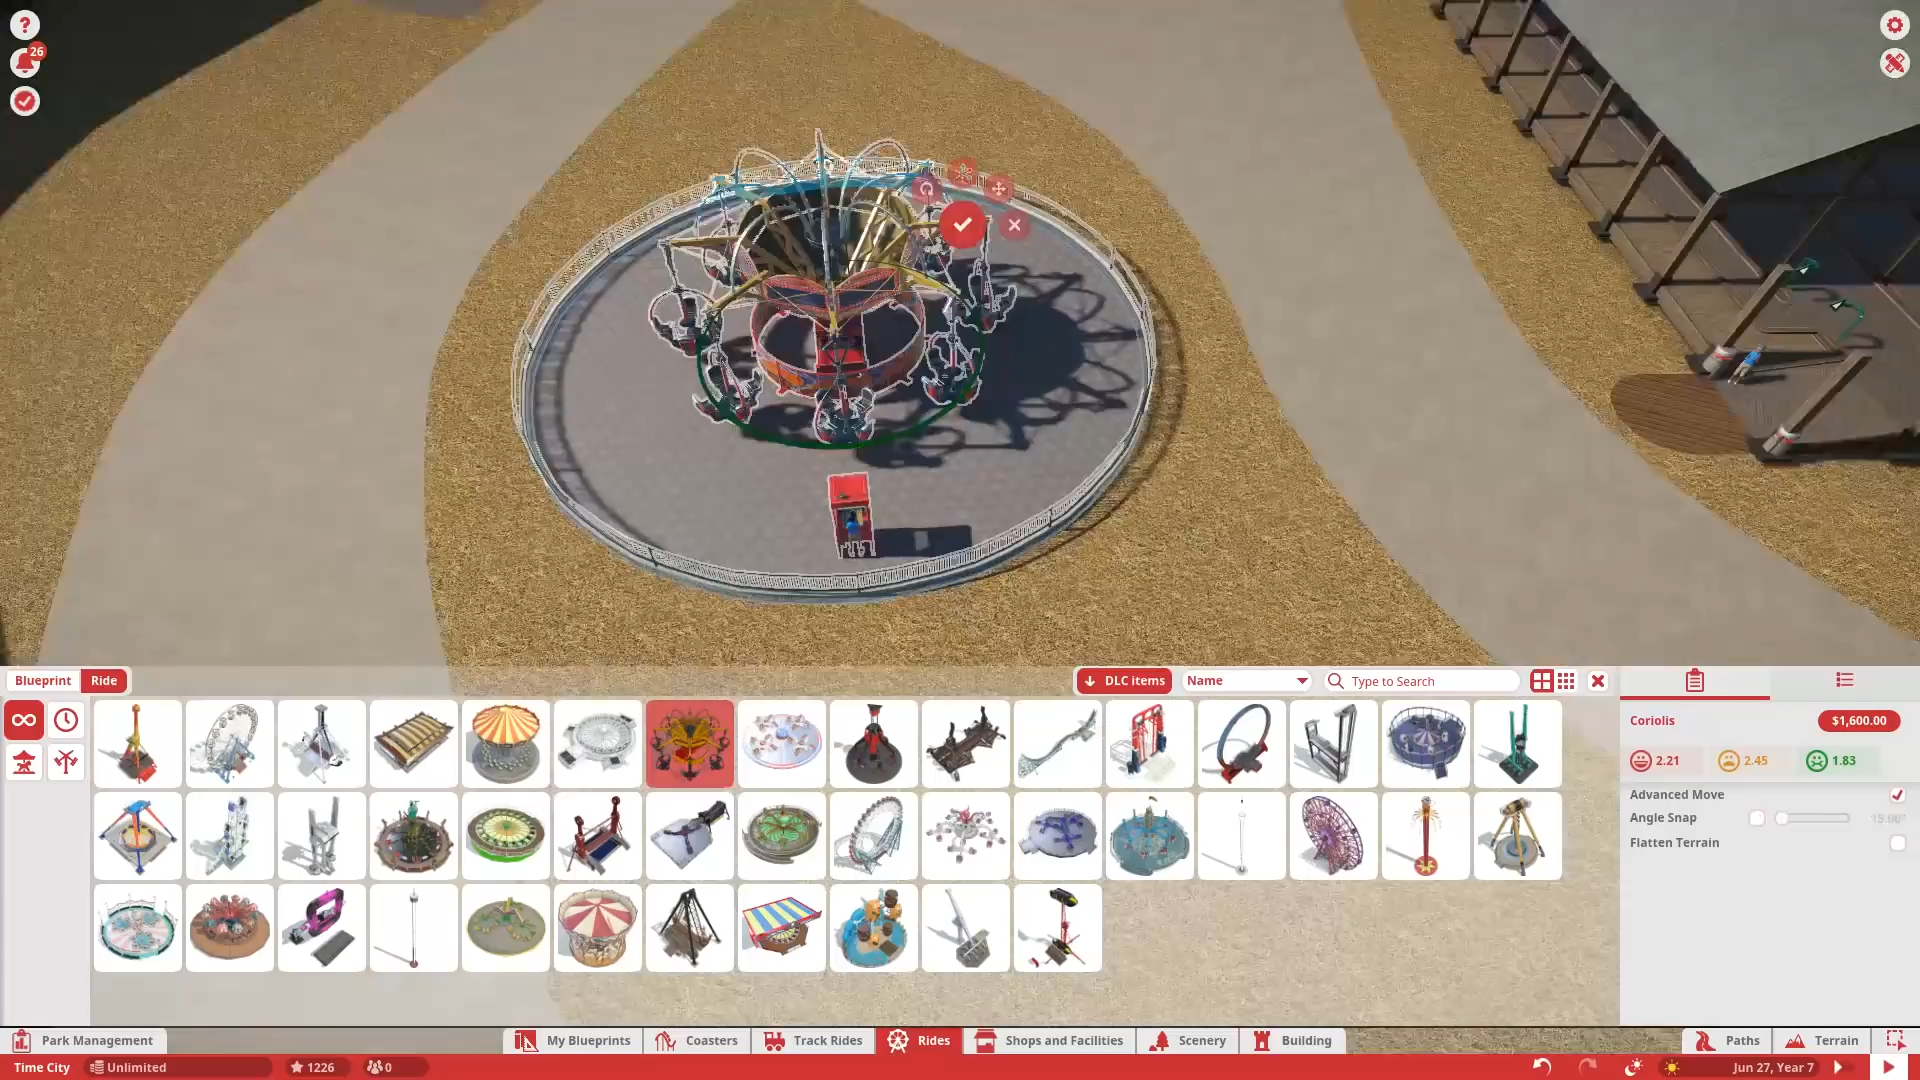 ?
26
Blueprint
Ride
DLC items
Name
Type to Search
Coriolis
$1,600.00
2.21
2.45
1.83
Advanced Move
Angle Snap
15.00°
Flatten Terrain
Park Management
My Blueprints
Coasters
Track Rides
Rides
Shops and Facilities
Scenery
Building
Paths
Terrain
Time City
Unlimited
1226
0
Jun 27, Year 7